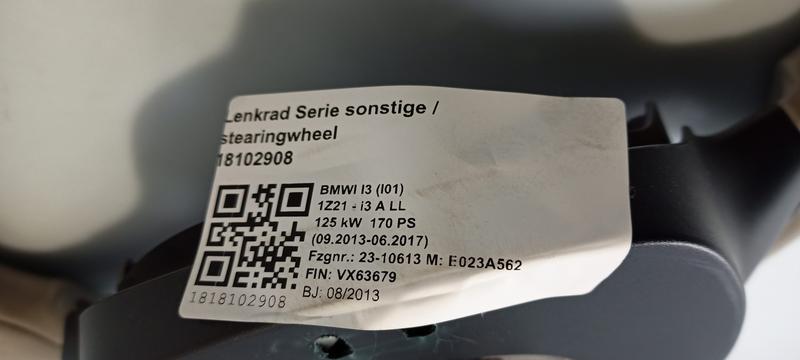 Lenkrad Serie sonstige /
stearingwheel
18102908
BMWI I3 (I01)
1Z21 - i3 A LL
125 kW 170 PS
(09.2013-06.2017)
Fzgnr.: 23-10613 M: E023A562
FIN: VX63679
BJ: 08/2013
1818102908